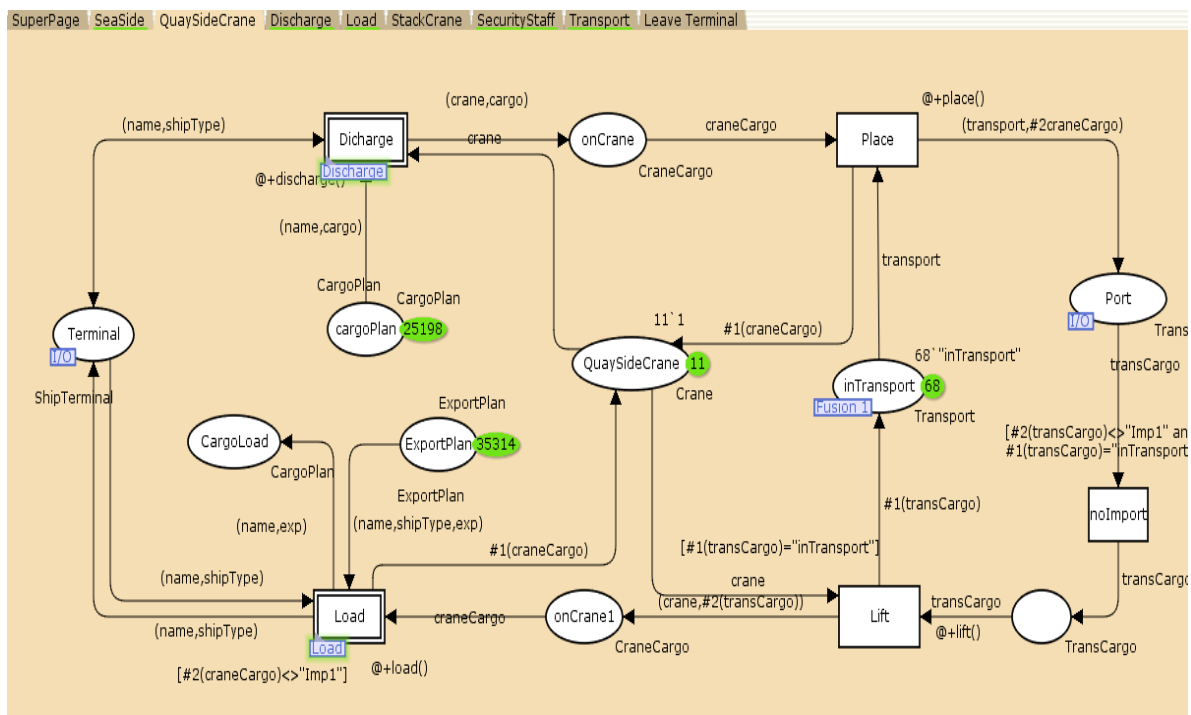 SuperPage SeaSide QuaySideCrane Discharge Load StackCrane SecurityStaff Transport Leave Terminal
(crane,cargo)
@+place()
(name,shipType)
craneCargo
(transport,#2craneCargo)
Dicharge
crane
onCrane
Place
Discharge
CraneCargo
@+discharge()
(name,cargo)
transport
CargoPlan
CargoPlan
Port
I/O
Trans
cargoPlan
25198
Terminal
I/O
11`1
#1(craneCargo)
QuaySideCrane
11
68`"inTransport"
transCargo
inTransport
68
Fusion 1
ShipTerminal
Crane
Transport
ExportPlan
CargoLoad
ExportPlan
35314
[#2(transCargo)<>"Imp1" an
#1(transCargo)="inTransport
CargoPlan
ExportPlan
#1(transCargo)
noImport
(name,exp)
(name,shipType,exp)
#1(craneCargo)
[#1(transCargo)="inTransport"]
(name,shipType)
crane
transCargo
(crane,#2(transCargo))
transCargo
Load
craneCargo
onCrane1
Lift
(name,shipType)
@+lift()
Load
CraneCargo
TransCargo
[#2(craneCargo)<>"Imp1"]
@+load()